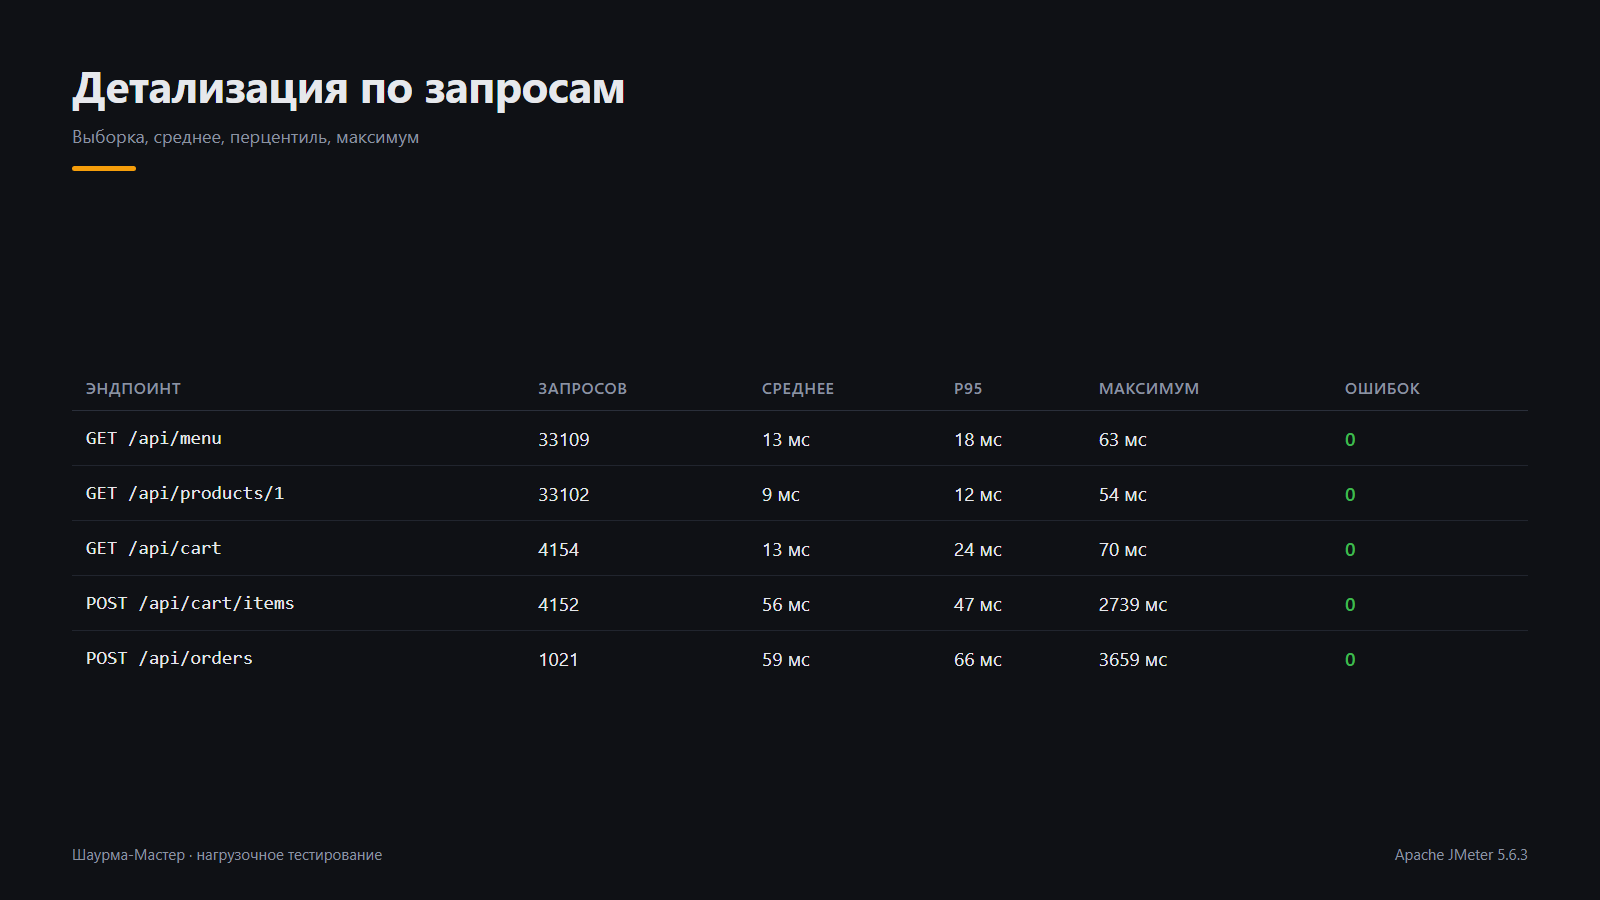 Детализация по запросам
Выборка, среднее, перцентиль, максимум
ЭНДПОИНТ ЗАПРОСОВ СРЕДНЕЕ P95 МАКСИМУМ ОШИБОК
GET /api/menu 33109 13 мс 18 мс 63 мс 0
GET /api/products/1 33102 9 мс 12 мс 54 мс 0
GET /api/cart 4154 13 мс 24 мс 70 мс 0
POST /api/cart/items 4152 56 мс 47 мс 2739 мс 0
POST /api/orders 1021 59 мс 66 мс 3659 мс 0
Шаурма-Мастер · нагрузочное тестирование Apache JMeter 5.6.3